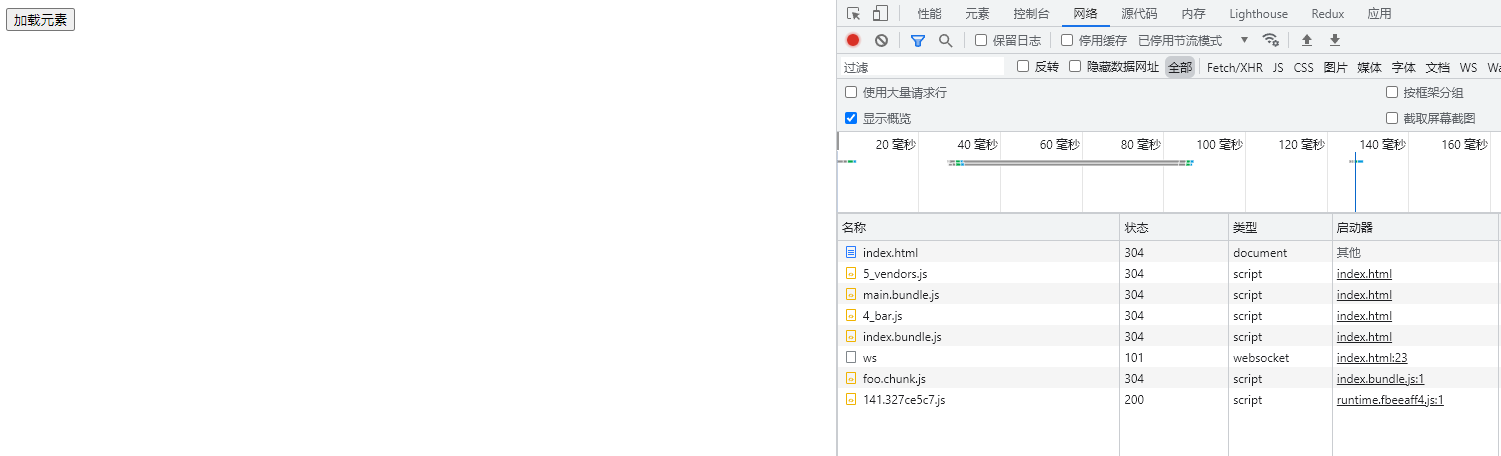 加载元素
性能 元素 控制台 网络 源代码 内存 Lighthouse Redux 应用
保留日志 停用缓存 已停用节流模式
过滤 反转 隐藏数据网址 全部 Fetch/XHR JS CSS 图片 媒体 字体 文档 WS Wa
使用大量请求行 按框架分组
显示概览 截取屏幕截图
20 毫秒 40 毫秒 60 毫秒 80 毫秒 100 毫秒 120 毫秒 140 毫秒 160 毫秒
名称 状态 类型 启动器
index.html 304 document 其他
5_vendors.js 304 script index.html
main.bundle.js 304 script index.html
4_bar.js 304 script index.html
index.bundle.js 304 script index.html
ws 101 websocket index.html:23
foo.chunk.js 304 script index.bundle.js:1
141.327ce5c7.js 200 script runtime.fbeeaff4.js:1